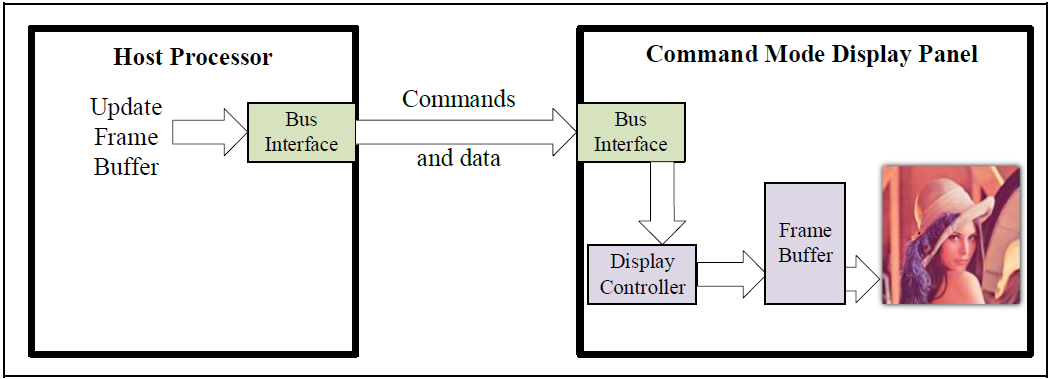 Host Processor
Update
Frame
Buffer
Bus
Interface
Commands
and data
Command Mode Display Panel
Bus
Interface
Display
Controller
Frame
Buffer